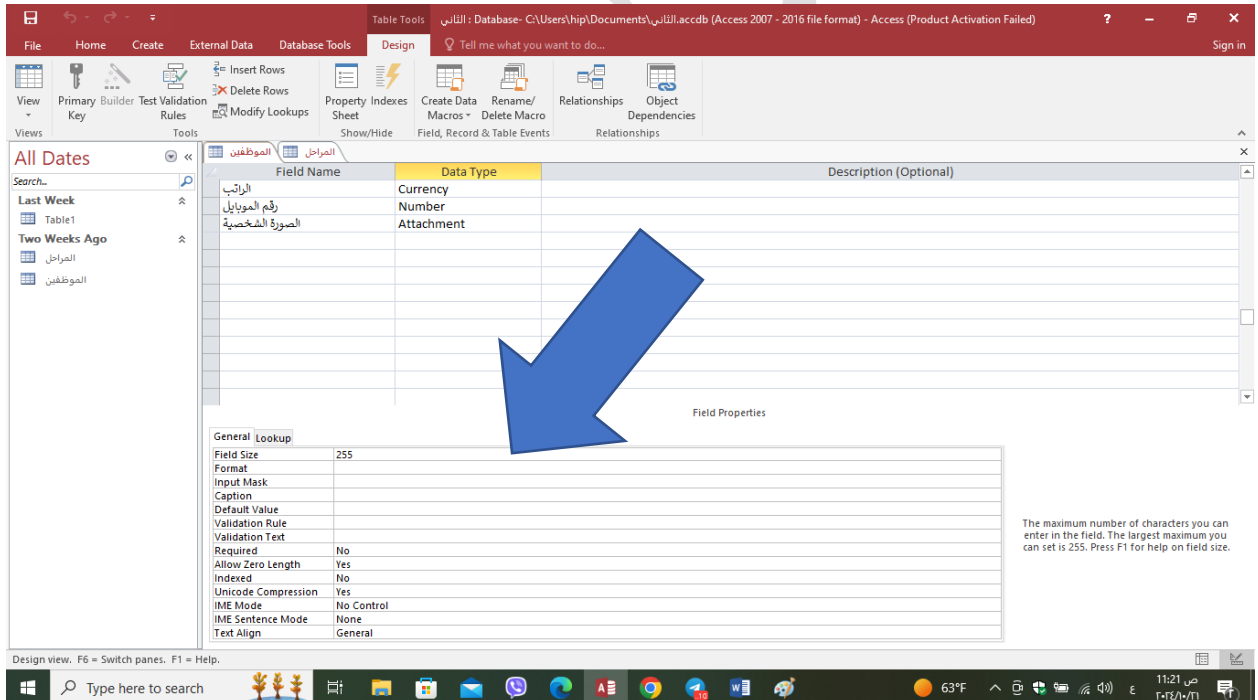 Table Tools
الثاني : Database- C:\Users\hip\Documents\الثاني.accdb (Access 2007 - 2016 file format) - Access (Product Activation Failed)
?
File Home Create External Data Database Tools Design Tell me what you want to do... Sign in
View
Primary Key
Builder
Test Validation Rules
Insert Rows
Delete Rows
Modify Lookups
Property Sheet
Indexes
Create Data Macros
Rename/ Delete Macro
Relationships
Object Dependencies
Views Tools Show/Hide Field, Record & Table Events Relationships
All Dates
Search...
Last Week
Table1
Two Weeks Ago
المراحل
الموظفين
الموظفين المراحل
Field Name Data Type Description (Optional)
الراتب Currency
رقم الموبايل Number
الصورة الشخصية Attachment
Field Properties
General Lookup
Field Size 255
Format
Input Mask
Caption
Default Value
Validation Rule
Validation Text
Required No
Allow Zero Length Yes
Indexed No
Unicode Compression Yes
IME Mode No Control
IME Sentence Mode None
Text Align General
The maximum number of characters you can
enter in the field. The largest maximum you
can set is 255. Press F1 for help on field size.
Design view. F6 = Switch panes. F1 = Help.
Type here to search
63°F
ع
11:21 ص